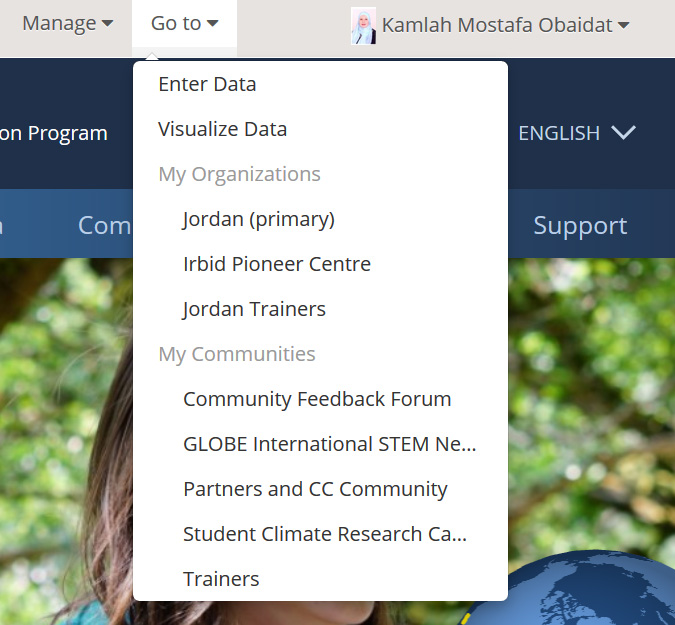 Manage
Go to
Kamlah Mostafa Obaidat
on Program
ENGLISH
Com
Support
Enter Data
Visualize Data
My Organizations
Jordan (primary)
Irbid Pioneer Centre
Jordan Trainers
My Communities
Community Feedback Forum
GLOBE International STEM Ne...
Partners and CC Community
Student Climate Research Ca...
Trainers